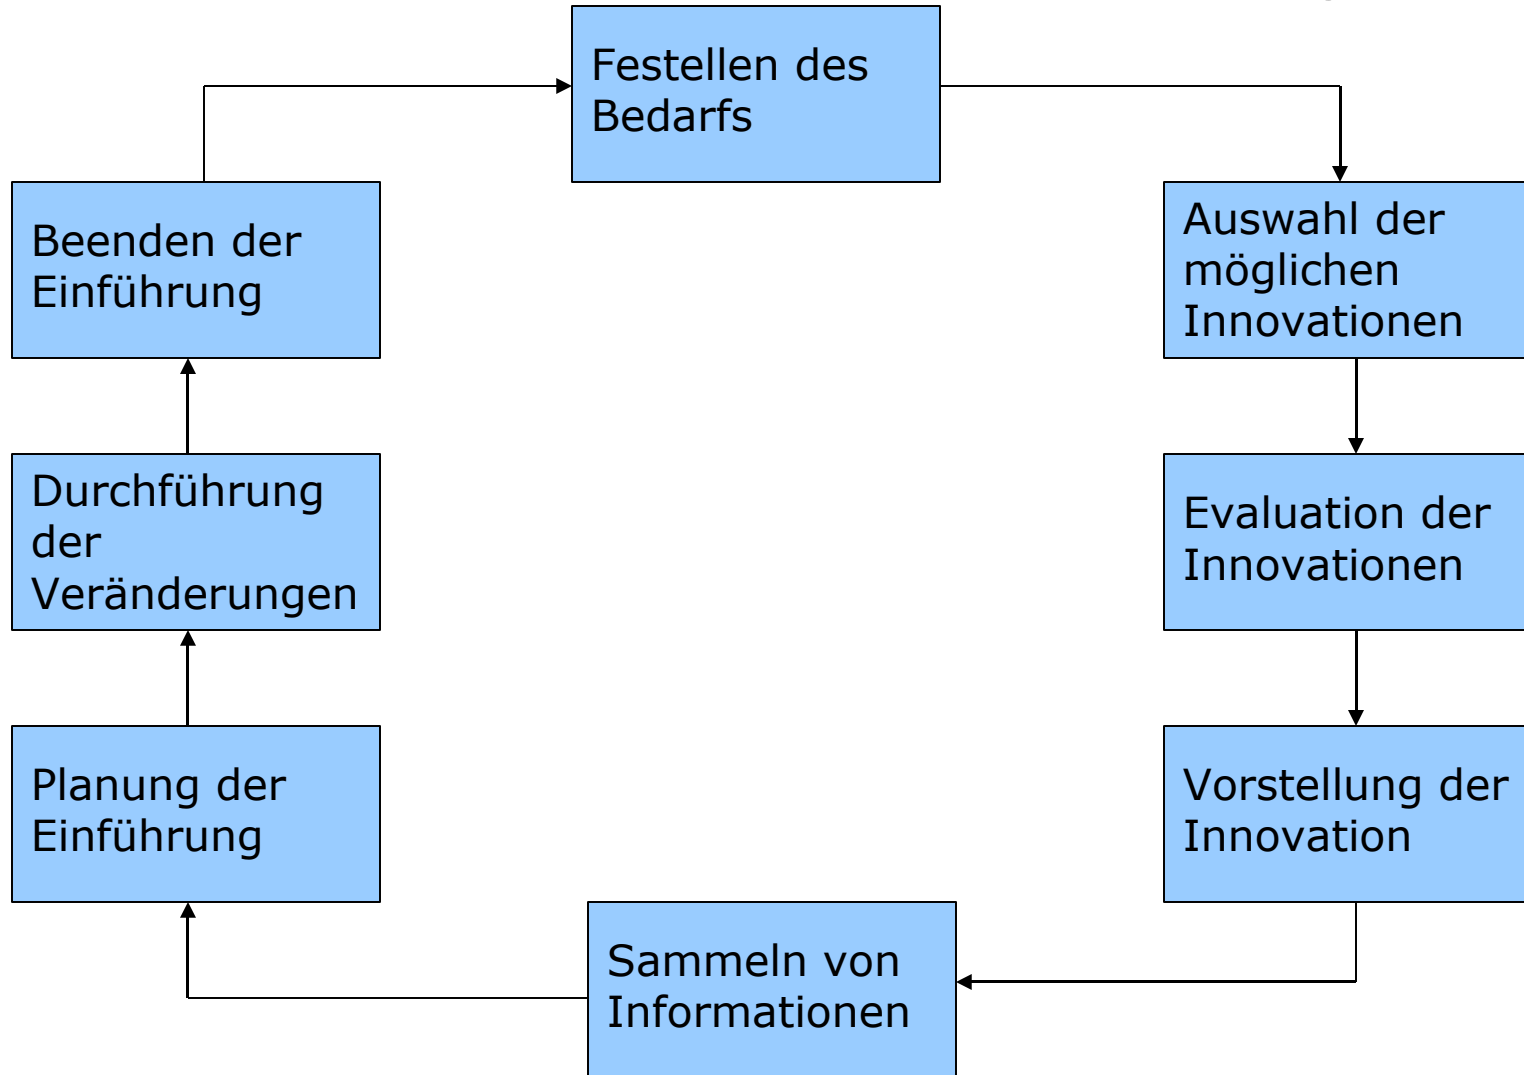 Festellen des
Bedarfs
Auswahl der
möglichen
Innovationen
Evaluation der
Innovationen
Vorstellung der
Innovation
Sammeln von
Informationen
Planung der
Einführung
Durchführung
der
Veränderungen
Beenden der
Einführung